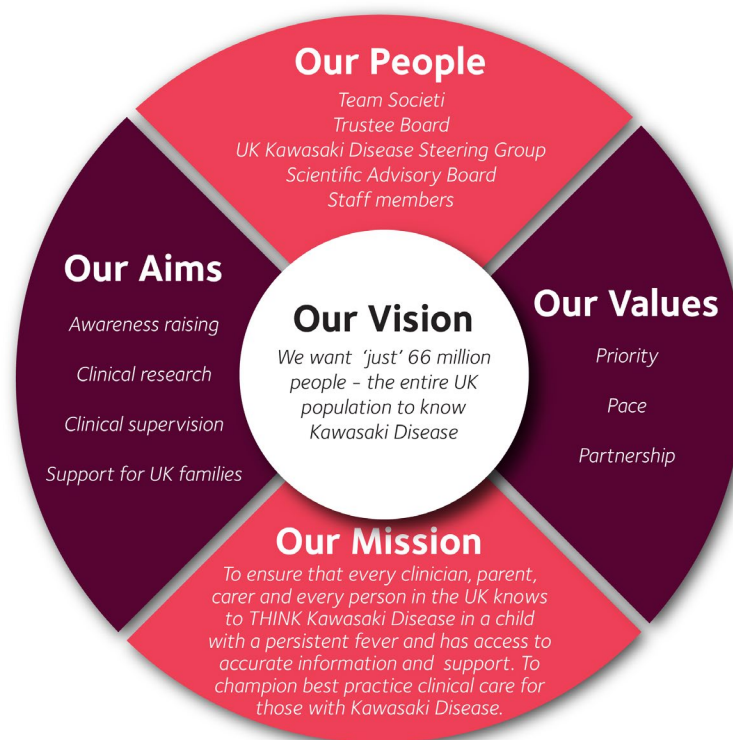 Our People
Team Societi
Trustee Board
UK Kawasaki Disease Steering Group
Scientific Advisory Board
Staff members
Our Aims
Awareness raising
Clinical research
Clinical supervision
Support for UK families
Our Vision
We want ‘just’ 66 million
people – the entire UK
population to know
Kawasaki Disease
Our Values
Priority
Pace
Partnership
Our Mission
To ensure that every clinician, parent,
carer and every person in the UK knows
to THINK Kawasaki Disease in a child
with a persistent fever and has access to
accurate information and support. To
champion best practice clinical care for
those with Kawasaki Disease.